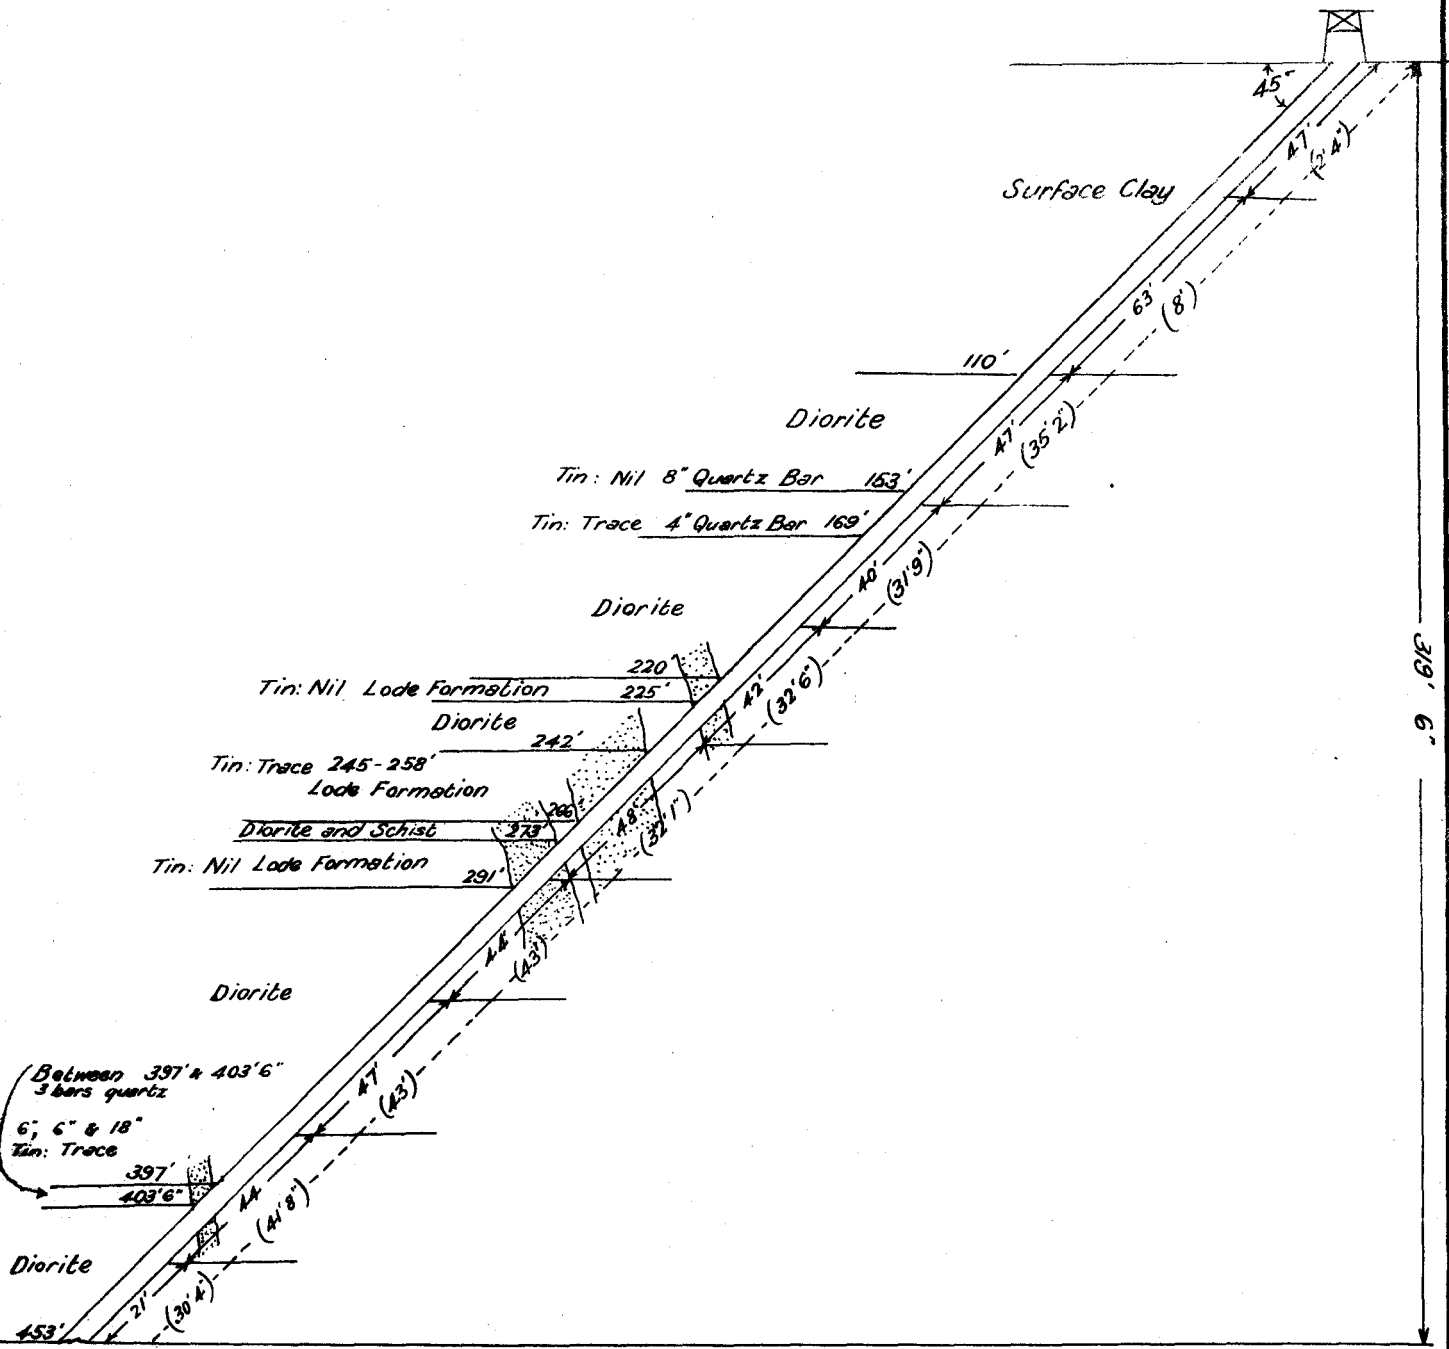 45°
47'
(2'4")
Surface Clay
63'
(8')
110'
Diorite
47'
(35'2")
Tin: Nil 8" Quartz Bar 153'
Tin: Trace 4" Quartz Bar 169'
40'
(31'9")
Diorite
319' 6"
220'
Tin: Nil Lode Formation 225'
42'
(32'6")
Diorite
242'
Tin: Trace 245-258'
Lode Formation
266'
48'
(32'1")
Diorite and Schist 273'
Tin: Nil Lode Formation
291'
44'
(43')
Diorite
Between 397' & 403'6"
3 bars quartz
47'
(43')
6", 6" & 18"
Tin: Trace
397'
403'6"
44
(41'8")
Diorite
21'
(30'4")
453'